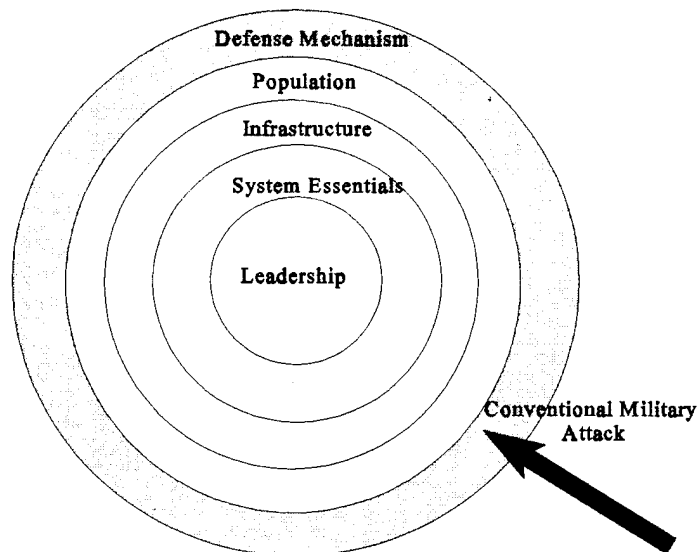 Defense Mechanism
Population
Infrastructure
System Essentials
Leadership
Conventional Military
Attack